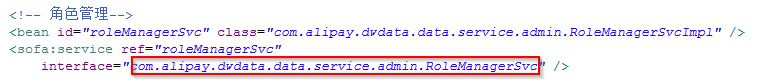 <!-- 角色管理-->
<bean id="roleManagerSvc" class="com.alipay.dwdata.data.service.admin.RoleManagerSvcImpl" />
<sofa:service ref="roleManagerSvc"
interface="com.alipay.dwdata.data.service.admin.RoleManagerSvc" />